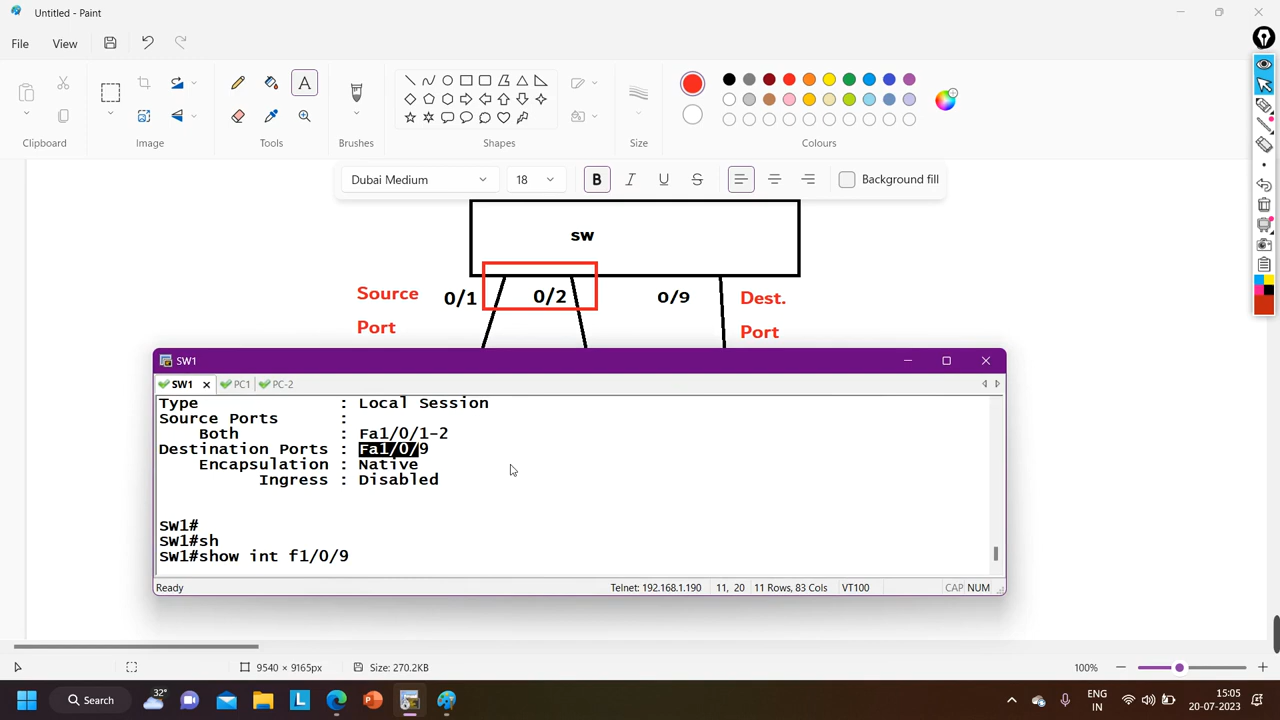 Untitled - Paint
File View
Clipboard Image Tools Brushes Shapes Size Colours
Dubai Medium 18 B I U S Background fill
sw
Source 0/1 0/2 0/9 Dest.
Port Port
SW1
SW1 PC1 PC-2
Type : Local Session
Source Ports :
Both : Fa1/0/1-2
Destination Ports : Fa1/0/9
Encapsulation : Native
Ingress : Disabled
SW1#
SW1#sh
SW1#show int f1/0/9
Ready Telnet: 192.168.1.190 11, 20 11 Rows, 83 Cols VT100 CAP NUM
9540 × 9165px Size: 270.2KB 100%
32° Search ENG 15:05
IN 20-07-2023